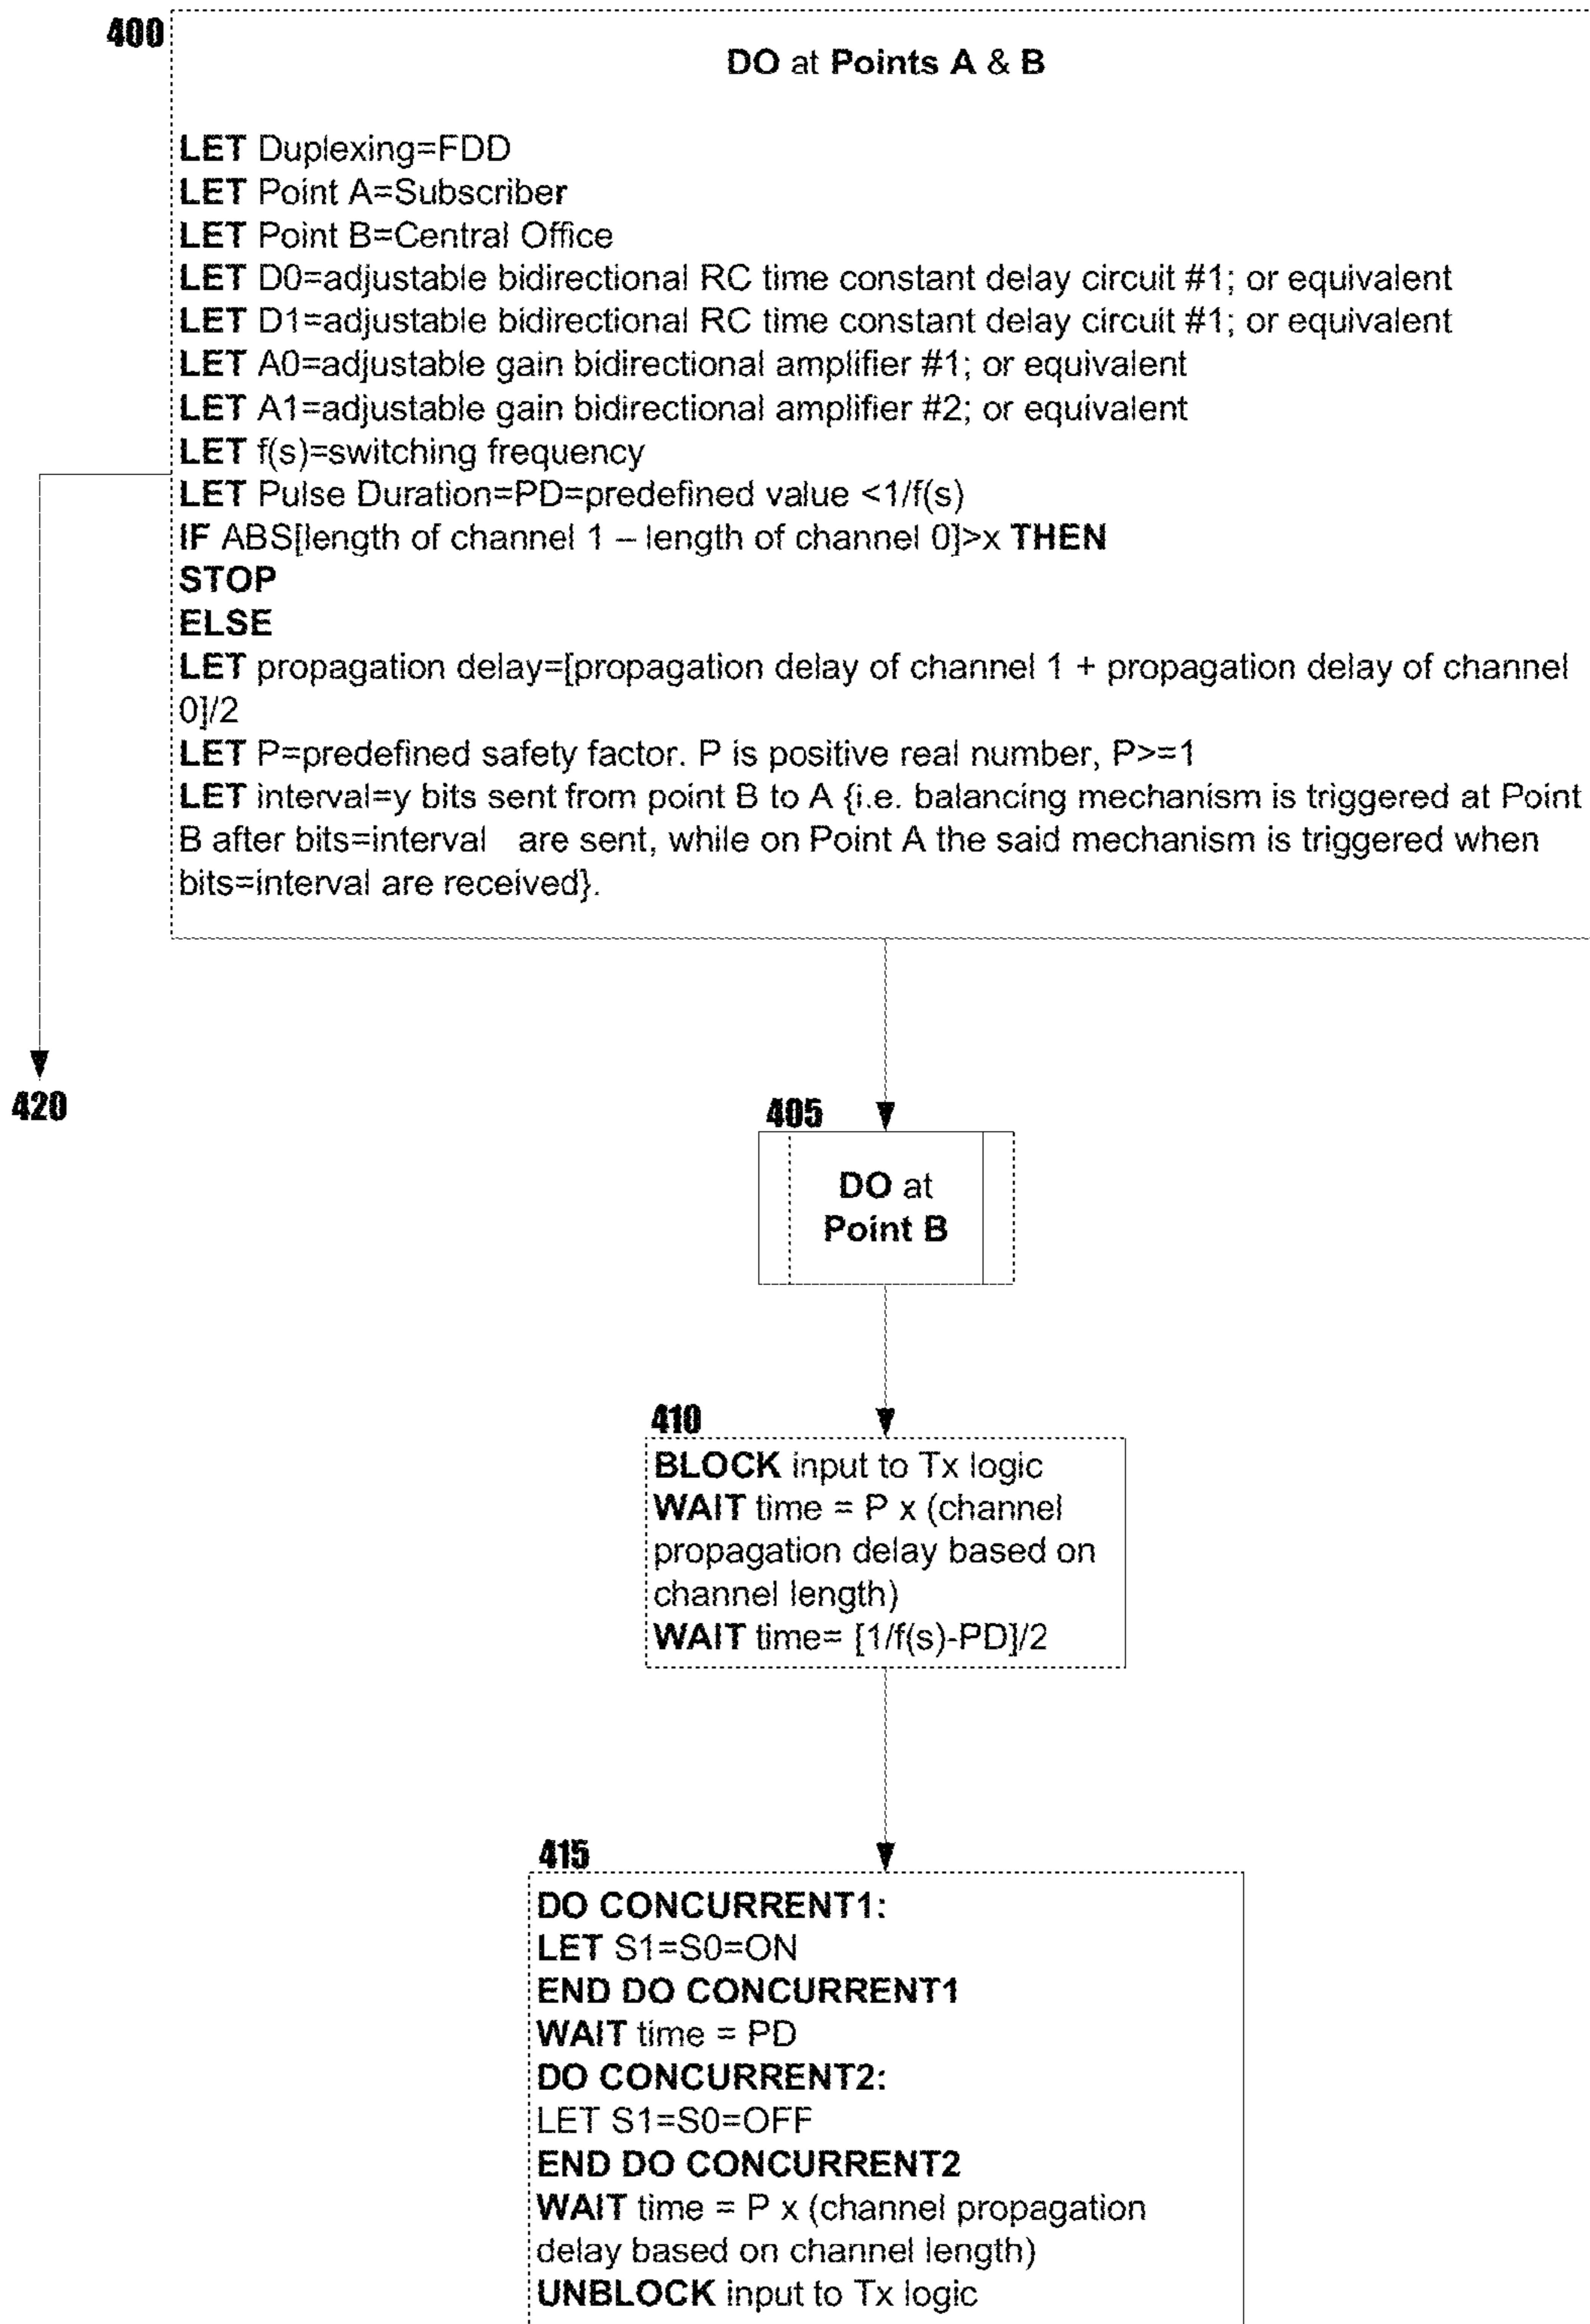 400
DO at Points A & B
LET Duplexing=FDD
LET Point A=Subscriber
LET Point B=Central Office
LET D0=adjustable bidirectional RC time constant delay circuit #1; or equivalent
LET D1=adjustable bidirectional RC time constant delay circuit #1; or equivalent
LET A0=adjustable gain bidirectional amplifier #1; or equivalent
LET A1=adjustable gain bidirectional amplifier #2; or equivalent
LET f(s)=switching frequency
LET Pulse Duration=PD=predefined value <1/f(s)
IF ABS[length of channel 1 – length of channel 0]>x THEN
STOP
ELSE
LET propagation delay=[propagation delay of channel 1 + propagation delay of channel
0]/2
LET P=predefined safety factor. P is positive real number, P>=1
LET interval=y bits sent from point B to A {i.e. balancing mechanism is triggered at Point
B after bits=interval are sent, while on Point A the said mechanism is triggered when
bits=interval are received}.
420
405
DO at
Point B
410
BLOCK input to Tx logic
WAIT time = P x (channel
propagation delay based on
channel length)
WAIT time= [1/f(s)-PD]/2
415
DO CONCURRENT1:
LET S1=S0=ON
END DO CONCURRENT1
WAIT time = PD
DO CONCURRENT2:
LET S1=S0=OFF
END DO CONCURRENT2
WAIT time = P x (channel propagation
delay based on channel length)
UNBLOCK input to Tx logic